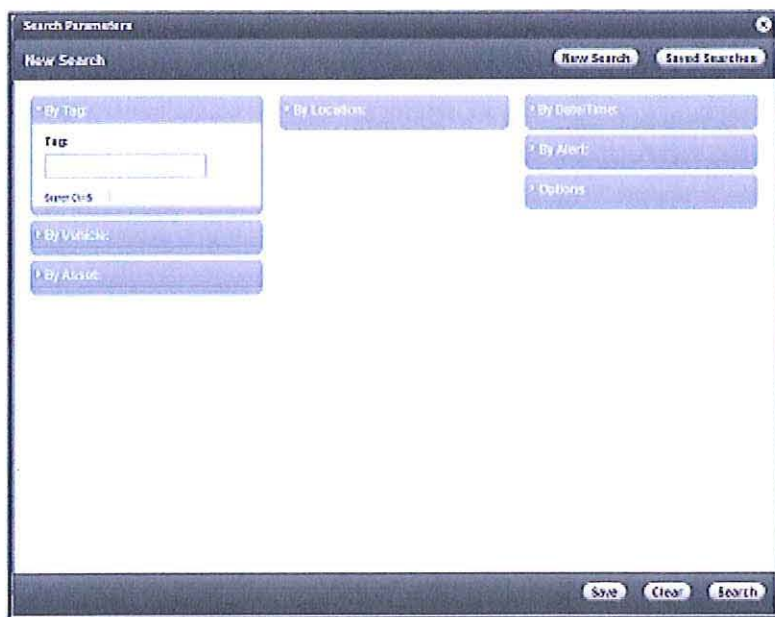 Search Parameters
New Search
New Search
Saved Searches
By Tag:
Tag:
By Vehicle:
By Asset:
By Location:
By Date/Time:
By Alert:
Options
Save
Clear
Search